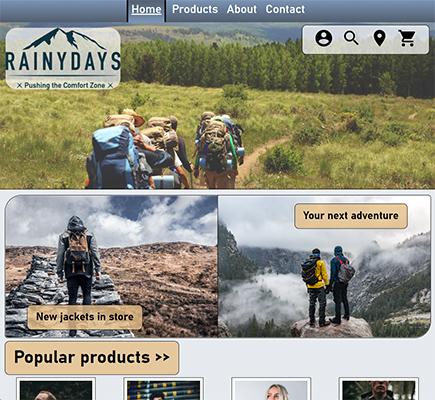 Home Products About Contact
RAINYDAYS
Pushing the Comfort Zone
Your next adventure
New jackets in store
Popular products >>